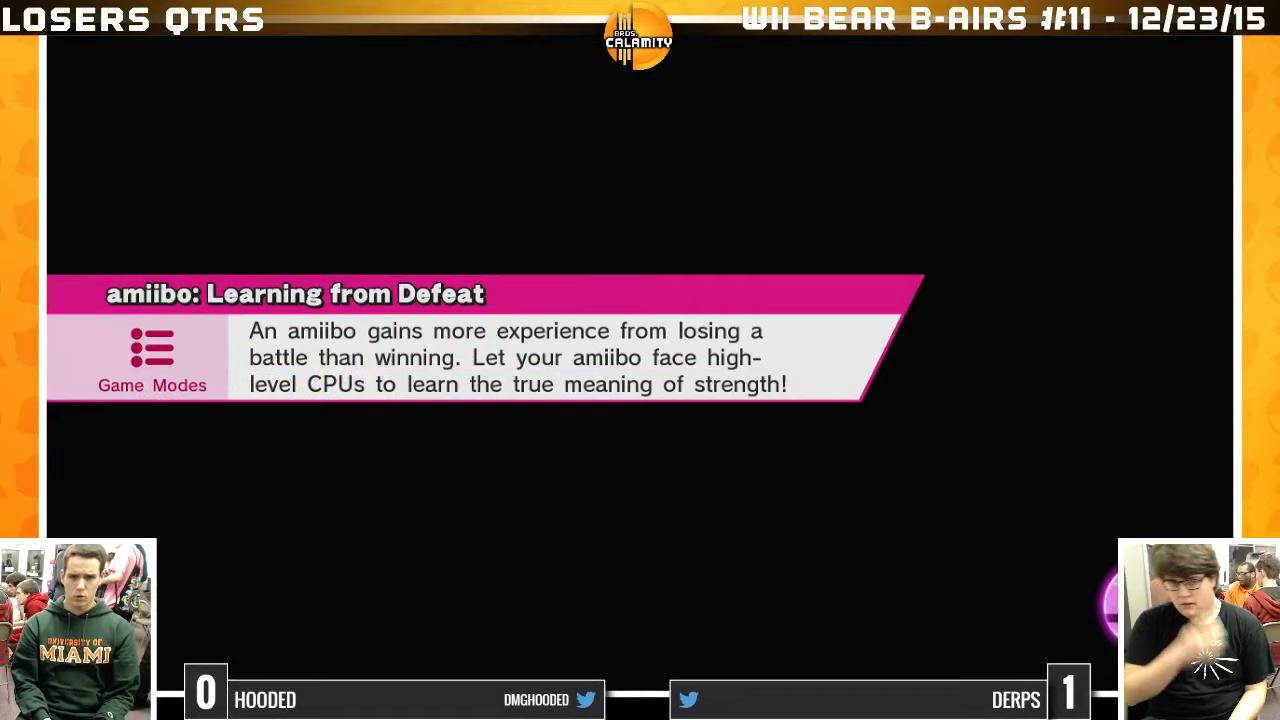 LOSERS QTRS
BROS.
CALAMITY
WII BEAR B-AIRS #11 - 12/23/15
amiibo: Learning from Defeat
Game Modes
An amiibo gains more experience from losing a
battle than winning. Let your amiibo face high-
level CPUs to learn the true meaning of strength!
UNIVERSITY OF
MIAMI
0
HOODED
DMGHOODED
DERPS
1